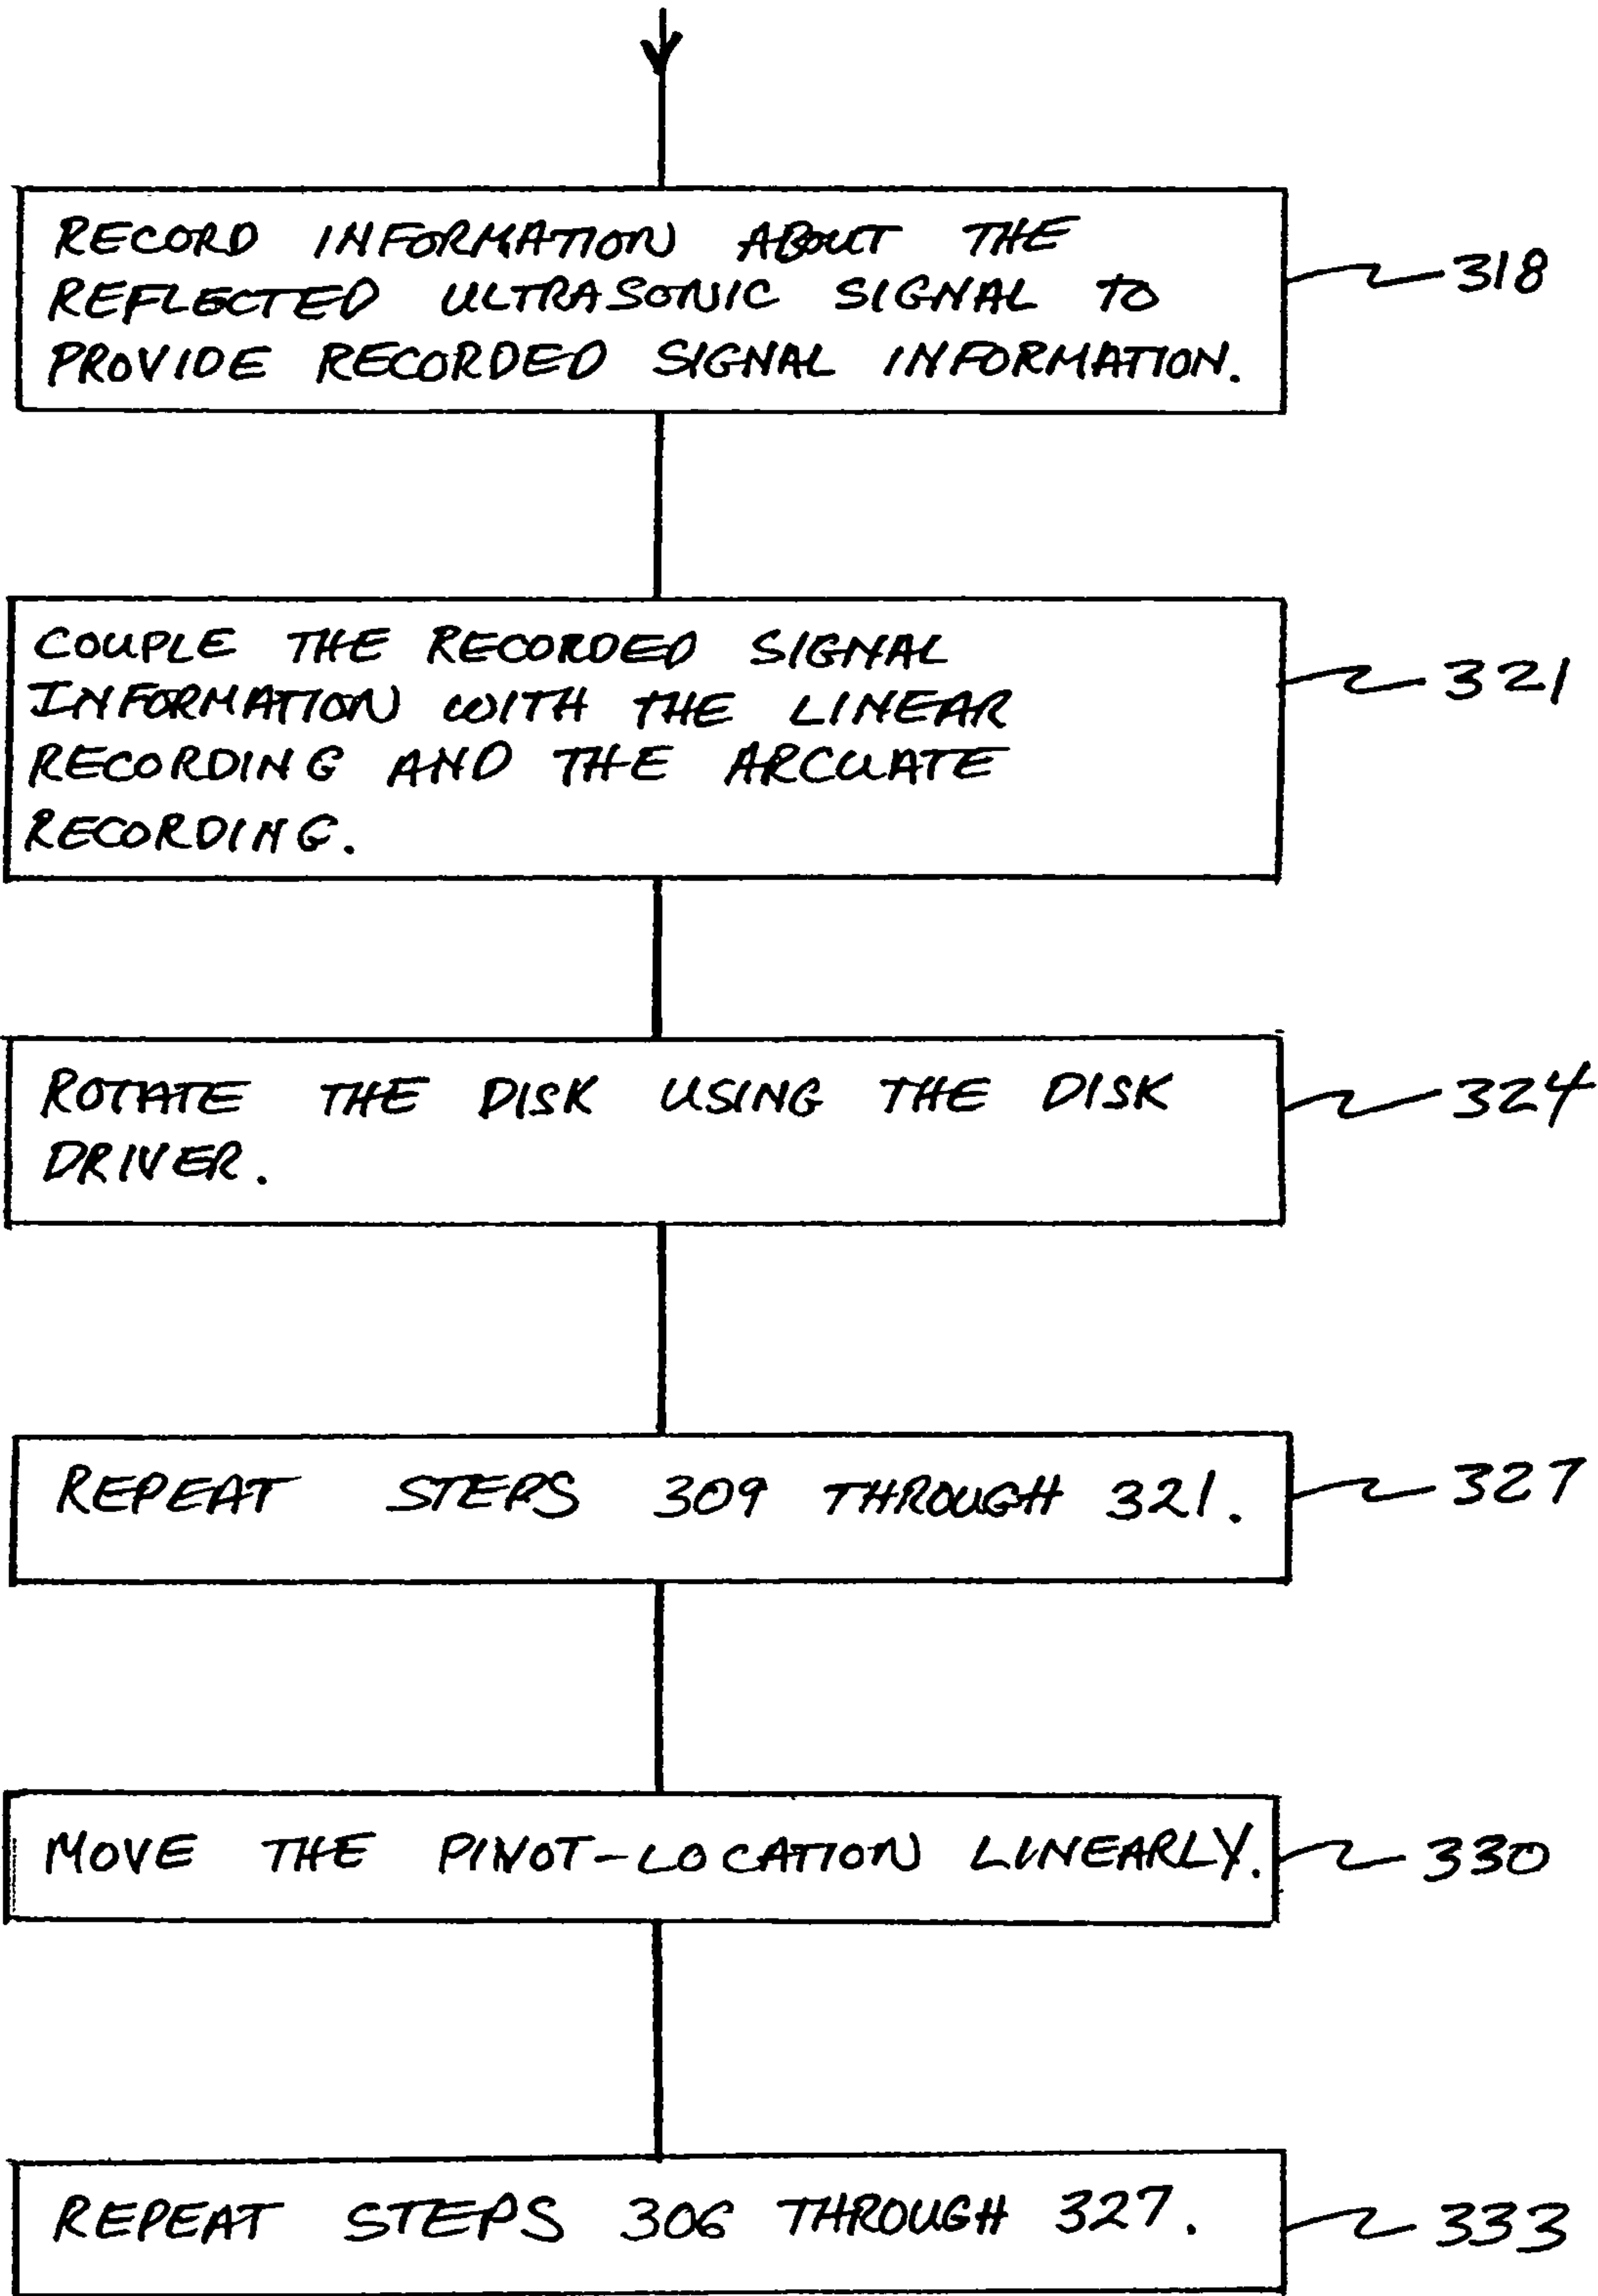 RECORD INFORMATION ABOUT THE
REFLECTED ULTRASONIC SIGNAL TO
PROVIDE RECORDED SIGNAL INFORMATION.
318
COUPLE THE RECORDED SIGNAL
INFORMATION WITH THE LINEAR
RECORDING AND THE ARCUATE
RECORDING.
321
ROTATE THE DISK USING THE DISK
DRIVER.
324
REPEAT STEPS 309 THROUGH 321.
327
MOVE THE PIVOT-LOCATION LINEARLY.
330
REPEAT STEPS 306 THROUGH 327.
333